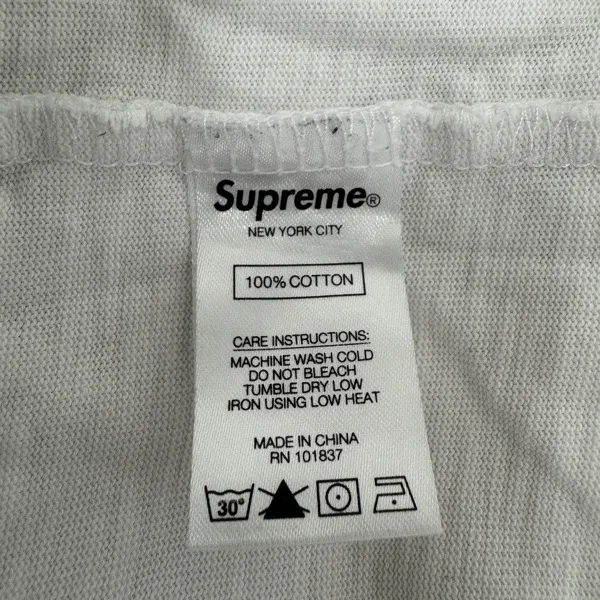 Supreme®
NEW YORK CITY
100% COTTON
CARE INSTRUCTIONS:
MACHINE WASH COLD
DO NOT BLEACH
TUMBLE DRY LOW
IRON USING LOW HEAT
MADE IN CHINA
RN 101837
30°